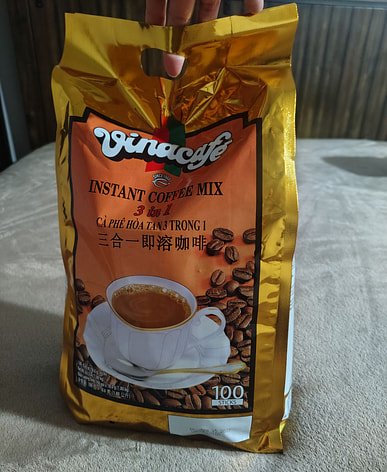 Vinacafé
INSTANT COFFEE MIX
3 in 1
CÀ PHÊ HÒA TAN 3 TRONG 1
三合一即溶咖啡
100
STICKS